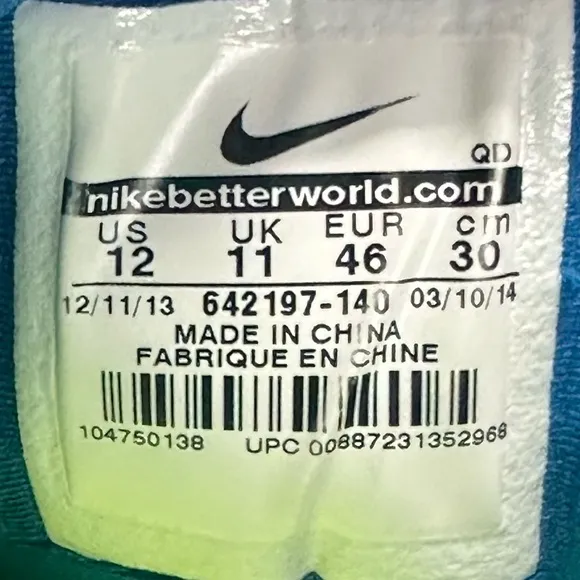 QD
nikebetterworld.com
US UK EUR cm
12 11 46 30
12/11/13 642197-140 03/10/14
MADE IN CHINA
FABRIQUE EN CHINE
104750138 UPC 00887231352968